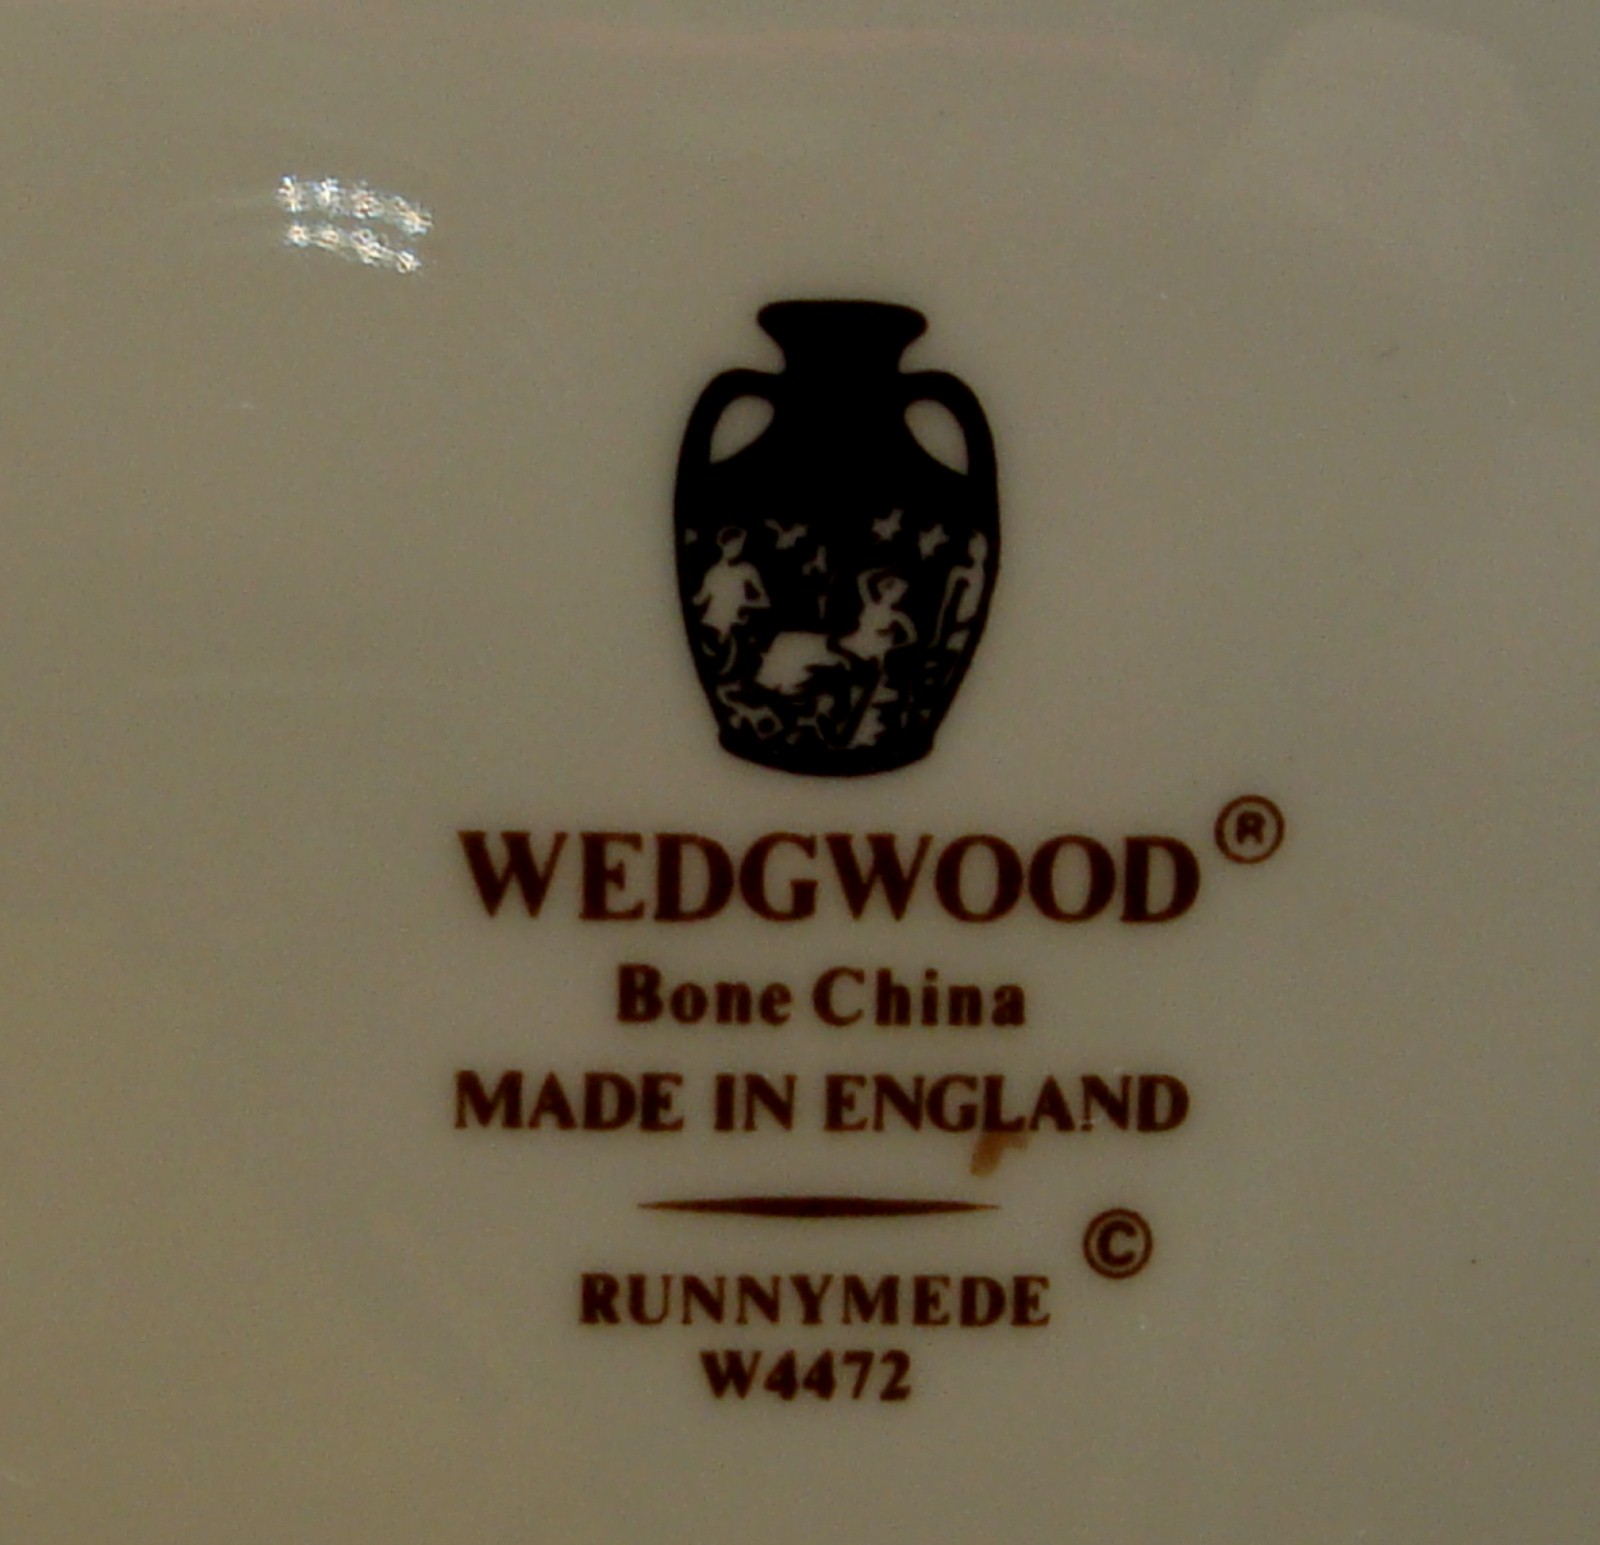 WEDGWOOD®
Bone China
MADE IN ENGLAND
©
RUNNYMEDE
W4472